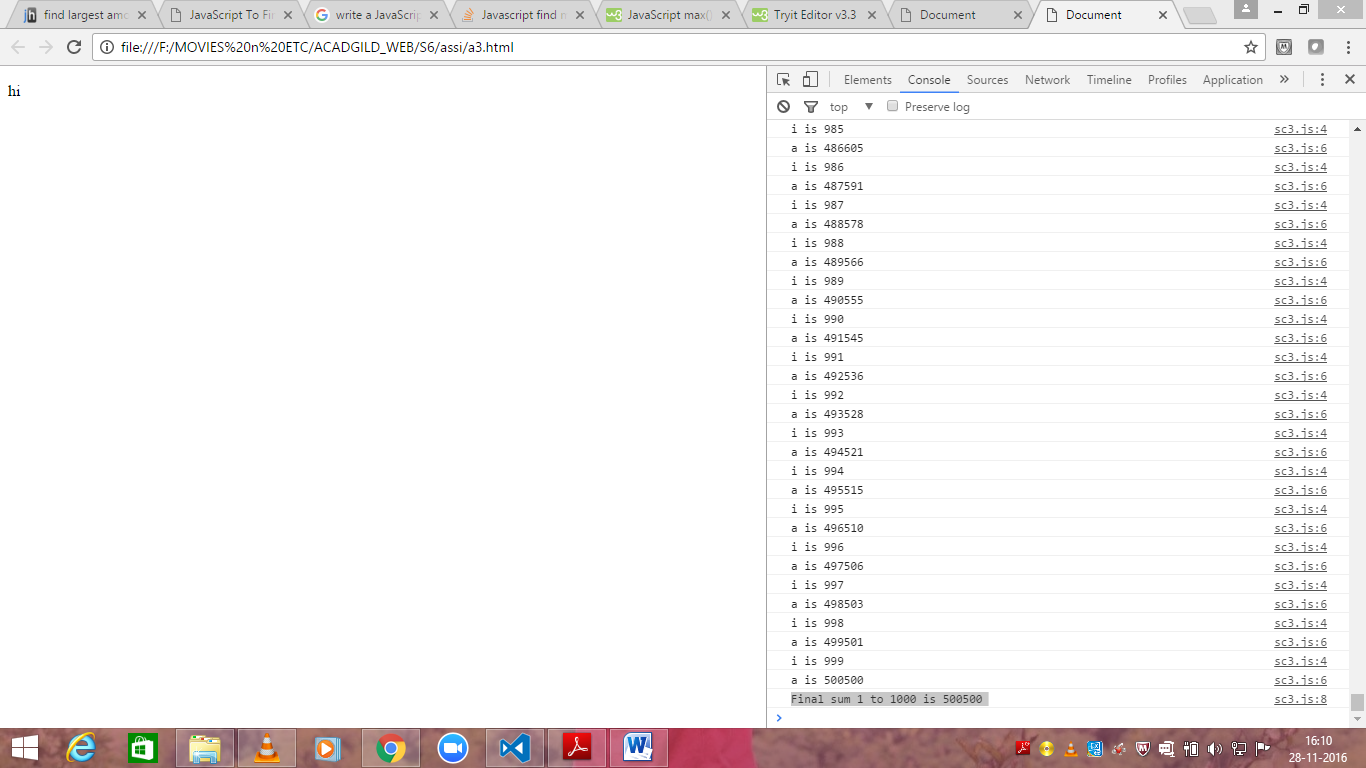 find largest amo
JavaScript To Fin
write a JavaScrip
Javascript find n
JavaScript max()
Tryit Editor v3.3
Document
Document
file:///F:/MOVIES%20n%20ETC/ACADGILD_WEB/S6/assi/a3.html
hi
Elements Console Sources Network Timeline Profiles Application »
top Preserve log
i is 985 sc3.js:4
a is 486605 sc3.js:6
i is 986 sc3.js:4
a is 487591 sc3.js:6
i is 987 sc3.js:4
a is 488578 sc3.js:6
i is 988 sc3.js:4
a is 489566 sc3.js:6
i is 989 sc3.js:4
a is 490555 sc3.js:6
i is 990 sc3.js:4
a is 491545 sc3.js:6
i is 991 sc3.js:4
a is 492536 sc3.js:6
i is 992 sc3.js:4
a is 493528 sc3.js:6
i is 993 sc3.js:4
a is 494521 sc3.js:6
i is 994 sc3.js:4
a is 495515 sc3.js:6
i is 995 sc3.js:4
a is 496510 sc3.js:6
i is 996 sc3.js:4
a is 497506 sc3.js:6
i is 997 sc3.js:4
a is 498503 sc3.js:6
i is 998 sc3.js:4
a is 499501 sc3.js:6
i is 999 sc3.js:4
a is 500500 sc3.js:6
Final sum 1 to 1000 is 500500 sc3.js:8
16:10
28-11-2016